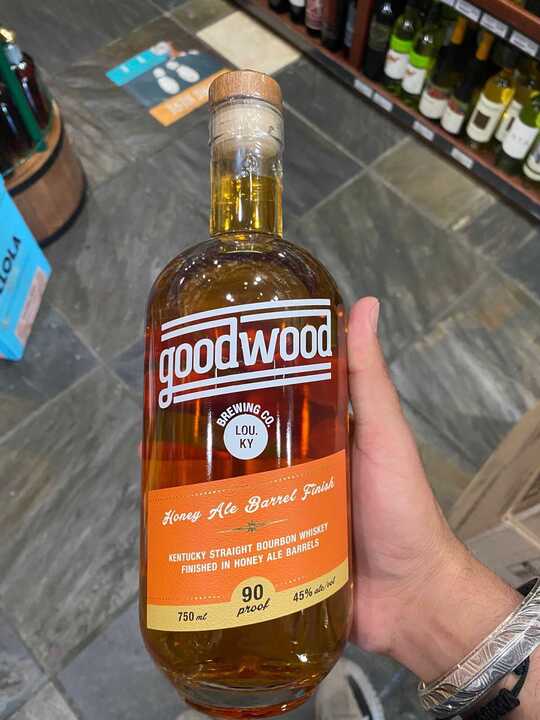 goodwood
BREWING CO.
LOU.
KY
Honey Ale Barrel Finish
KENTUCKY STRAIGHT BOURBON WHISKEY
FINISHED IN HONEY ALE BARRELS
90
proof
750 ml
45% alc/vol
LLOLA